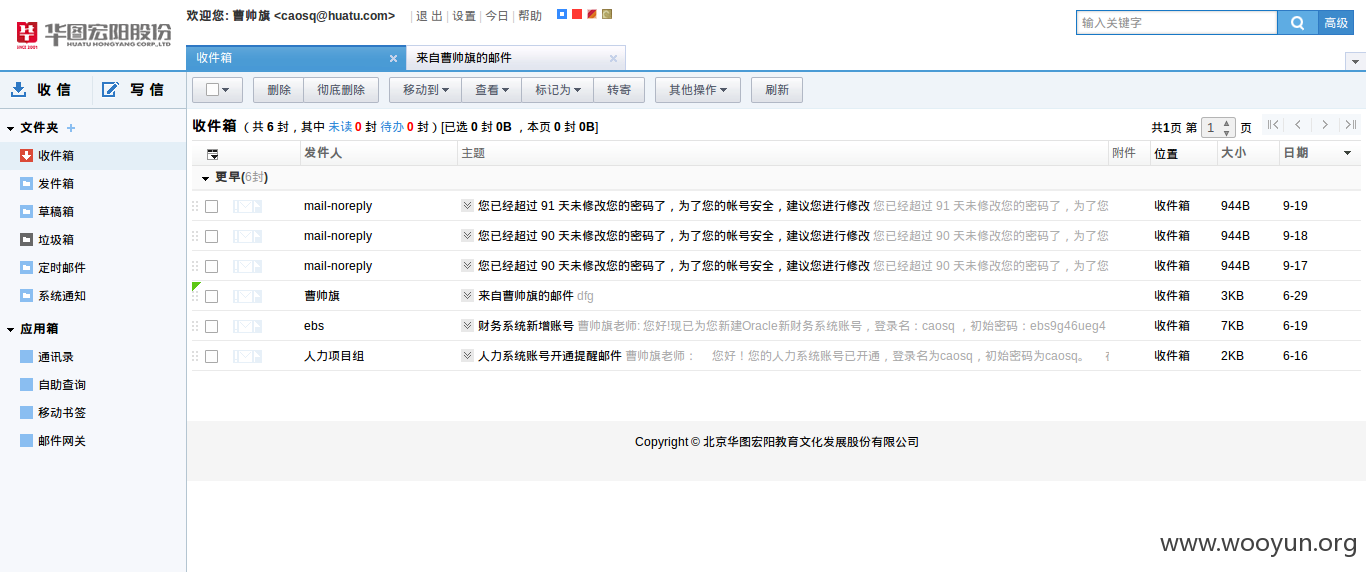 欢迎您: 曹帅旗 <caosq@huatu.com> | 退 出 | 设置 | 今日 | 帮助
华图宏阳股份
HUATU HONGYANG CORP.,LTD
SINCE 2001
输入关键字 高级
收件箱 × 来自曹帅旗的邮件 ×
收 信 写 信
删除 彻底删除 移动到 查看 标记为 转寄 其他操作 刷新
文件夹 +
收件箱
发件箱
草稿箱
垃圾箱
定时邮件
系统通知
应用箱
通讯录
自助查询
移动书签
邮件网关
收件箱 ( 共 6 封，其中 未读 0 封 待办 0 封 ) [已选 0 封 0B ，本页 0 封 0B] 共1页 第 1 页
发件人 主题 附件 位置 大小 日期
更早(6封)
mail-noreply 您已经超过 91 天未修改您的密码了，为了您的帐号安全，建议您进行修改 您已经超过 91 天未修改您的密码了，为了您 收件箱 944B 9-19
mail-noreply 您已经超过 90 天未修改您的密码了，为了您的帐号安全，建议您进行修改 您已经超过 90 天未修改您的密码了，为了您 收件箱 944B 9-18
mail-noreply 您已经超过 90 天未修改您的密码了，为了您的帐号安全，建议您进行修改 您已经超过 90 天未修改您的密码了，为了您 收件箱 944B 9-17
曹帅旗 来自曹帅旗的邮件 dfg 收件箱 3KB 6-29
ebs 财务系统新增账号 曹帅旗老师: 您好!现已为您新建Oracle新财务系统账号，登录名：caosq ，初始密码：ebs9g46ueg4 收件箱 7KB 6-19
人力项目组 人力系统账号开通提醒邮件 曹帅旗老师： 您好！您的人力系统账号已开通，登录名为caosq，初始密码为caosq。 收件箱 2KB 6-16
Copyright © 北京华图宏阳教育文化发展股份有限公司
www.wooyun.org